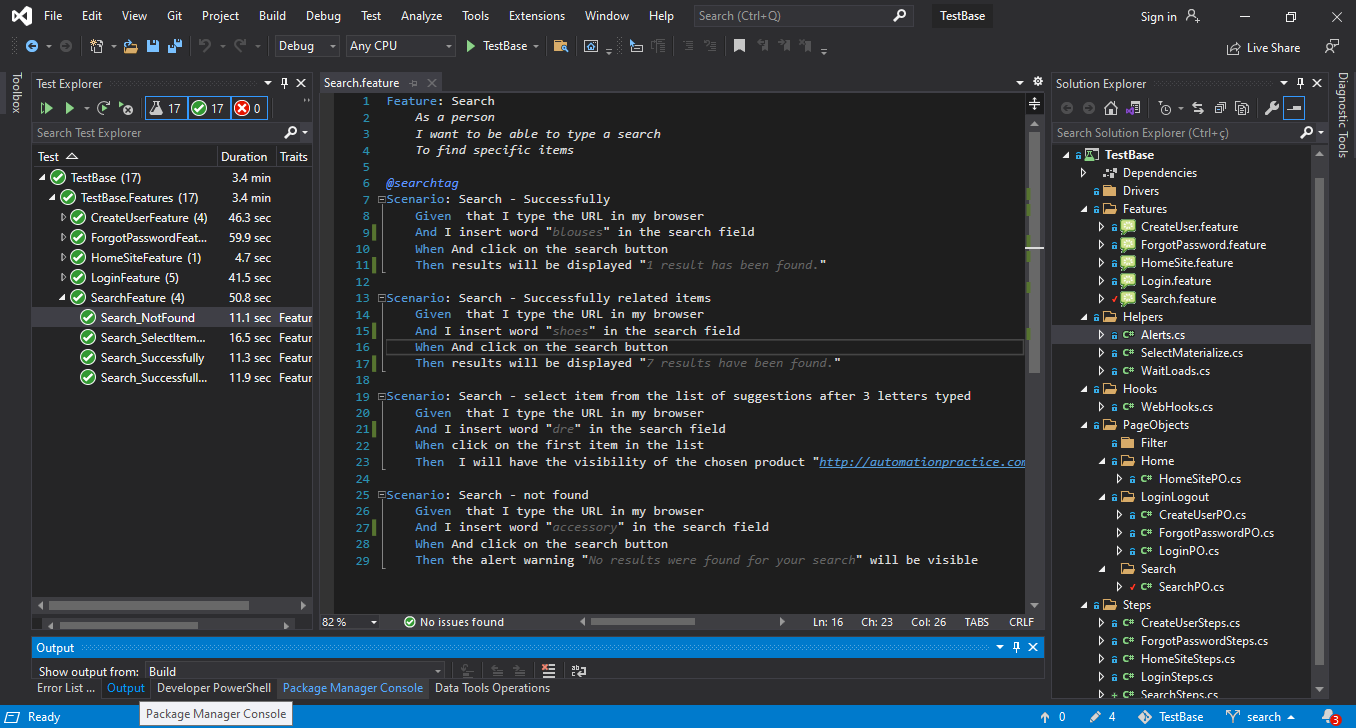 File Edit View Git Project Build Debug Test Analyze Tools Extensions Window Help Search (Ctrl+Q) TestBase Sign in
Debug Any CPU TestBase Live Share
Toolbox
Test Explorer
17 17 0
Search Test Explorer
Test Duration Traits
TestBase (17) 3.4 min
TestBase.Features (17) 3.4 min
CreateUserFeature (4) 46.3 sec
ForgotPasswordFeat... 59.9 sec
HomeSiteFeature (1) 4.7 sec
LoginFeature (5) 41.5 sec
SearchFeature (4) 50.8 sec
Search_NotFound 11.1 sec Featur
Search_SelectItem... 16.5 sec Featur
Search_Successfully 11.3 sec Featur
Search_Successfull... 11.9 sec Featur
Search.feature
1 Feature: Search
2 As a person
3 I want to be able to type a search
4 To find specific items
5
6 @searchtag
7 Scenario: Search - Successfully
8 Given  that I type the URL in my browser
9 And I insert word "blouses" in the search field
10 When And click on the search button
11 Then results will be displayed "1 result has been found."
12
13 Scenario: Search - Successfully related items
14 Given  that I type the URL in my browser
15 And I insert word "shoes" in the search field
16 When And click on the search button
17 Then results will be displayed "7 results have been found."
18
19 Scenario: Search - select item from the list of suggestions after 3 letters typed
20 Given  that I type the URL in my browser
21 And I insert word "dre" in the search field
22 When click on the first item in the list
23 Then  I will have the visibility of the chosen product "http://automationpractice.com
24
25 Scenario: Search - not found
26 Given  that I type the URL in my browser
27 And I insert word "accessory" in the search field
28 When And click on the search button
29 Then the alert warning "No results were found for your search" will be visible
82 % No issues found Ln: 16 Ch: 23 Col: 26 TABS CRLF
Solution Explorer
Search Solution Explorer (Ctrl+ç)
TestBase
Dependencies
Drivers
Features
CreateUser.feature
ForgotPassword.feature
HomeSite.feature
Login.feature
Search.feature
Helpers
C# Alerts.cs
C# SelectMaterialize.cs
C# WaitLoads.cs
Hooks
C# WebHooks.cs
PageObjects
Filter
Home
C# HomeSitePO.cs
LoginLogout
C# CreateUserPO.cs
C# ForgotPasswordPO.cs
C# LoginPO.cs
Search
C# SearchPO.cs
Steps
C# CreateUserSteps.cs
C# ForgotPasswordSteps.cs
C# HomeSiteSteps.cs
C# LoginSteps.cs
C# SearchSteps.cs
Diagnostic Tools
Output
Show output from: Build
Error List ... Output Developer PowerShell Package Manager Console Data Tools Operations
Package Manager Console
Ready 0 4 TestBase search 3